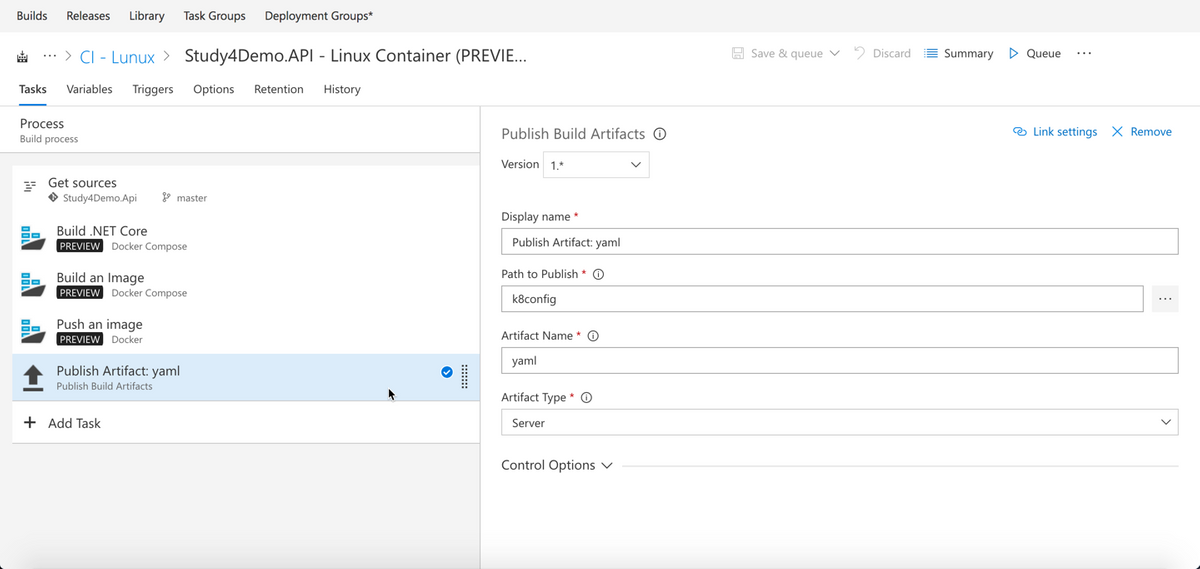 Builds Releases Library Task Groups Deployment Groups*
... > CI - Lunux > Study4Demo.API - Linux Container (PREVIE...
Save & queue Discard Summary Queue ...
Tasks Variables Triggers Options Retention History
Process
Build process
Get sources
Study4Demo.Api master
Build .NET Core
PREVIEW Docker Compose
Build an Image
PREVIEW Docker Compose
Push an image
PREVIEW Docker
Publish Artifact: yaml
Publish Build Artifacts
+ Add Task
Publish Build Artifacts
Link settings Remove
Version 1.*
Display name *
Publish Artifact: yaml
Path to Publish *
k8config
...
Artifact Name *
yaml
Artifact Type *
Server
Control Options